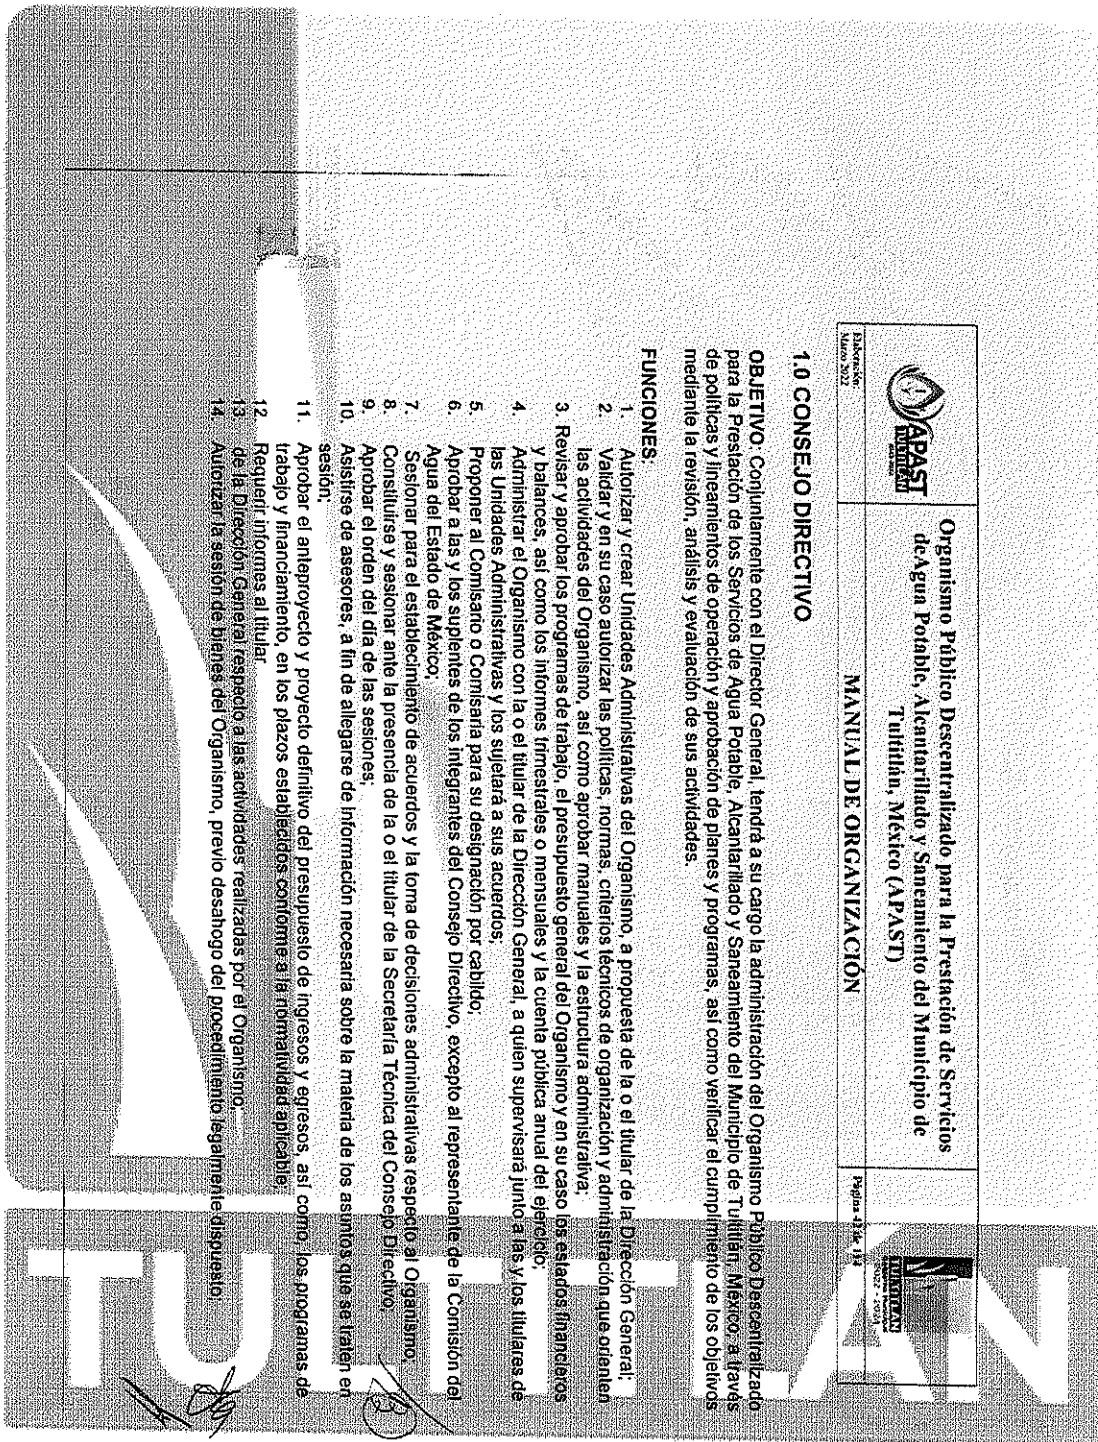 APAST
TULTITLÁN
Organismo Público Descentralizado para la Prestación de Servicios
de Agua Potable, Alcantarillado y Saneamiento del Municipio de
Tultitlán, México (APAST)
TULTITLÁN
2022 - 2024
Elaboración:
Marzo 2022
MANUAL DE ORGANIZACIÓN
Página 42 de 184
1.0 CONSEJO DIRECTIVO
OBJETIVO: Conjuntamente con el Director General, tendrá a su cargo la administración del Organismo Público Descentralizado
para la Prestación de los Servicios de Agua Potable, Alcantarillado y Saneamiento del Municipio de Tultitlán, México, a través
de políticas y lineamientos de operación y aprobación de planes y programas, así como verificar el cumplimiento de los objetivos
mediante la revisión, análisis y evaluación de sus actividades.
FUNCIONES:
1. Autorizar y crear Unidades Administrativas del Organismo, a propuesta de la o el titular de la Dirección General;
2. Validar y en su caso autorizar las políticas, normas, criterios técnicos de organización y administración que orienten
las actividades del Organismo, así como aprobar manuales y la estructura administrativa;
3. Revisar y aprobar los programas de trabajo, el presupuesto general del Organismo y en su caso los estados financieros
y balances, así como los informes trimestrales o mensuales y la cuenta pública anual del ejercicio;
4. Administrar el Organismo con la o el titular de la Dirección General, a quien supervisará junto a las y los titulares de
las Unidades Administrativas y los sujetará a sus acuerdos;
5. Proponer al Comisario o Comisaria para su designación por cabildo;
6. Aprobar a las y los suplentes de los integrantes del Consejo Directivo, excepto al representante de la Comisión del
Agua del Estado de México;
7. Sesionar para el establecimiento de acuerdos y la toma de decisiones administrativas respecto al Organismo;
8. Constituirse y sesionar ante la presencia de la o el titular de la Secretaría Técnica del Consejo Directivo;
9. Aprobar el orden del día de las sesiones;
10. Asistirse de asesores, a fin de allegarse de información necesaria sobre la materia de los asuntos que se traten en
sesión;
11. Aprobar el anteproyecto y proyecto definitivo del presupuesto de ingresos y egresos, así como, los programas de
trabajo y financiamiento, en los plazos establecidos conforme a la normatividad aplicable;
12. Requerir informes al titular
13. de la Dirección General respecto a las actividades realizadas por el Organismo;
14. Autorizar la sesión de bienes del Organismo, previo desahogo del procedimiento legalmente dispuesto;
TULTITLÁN